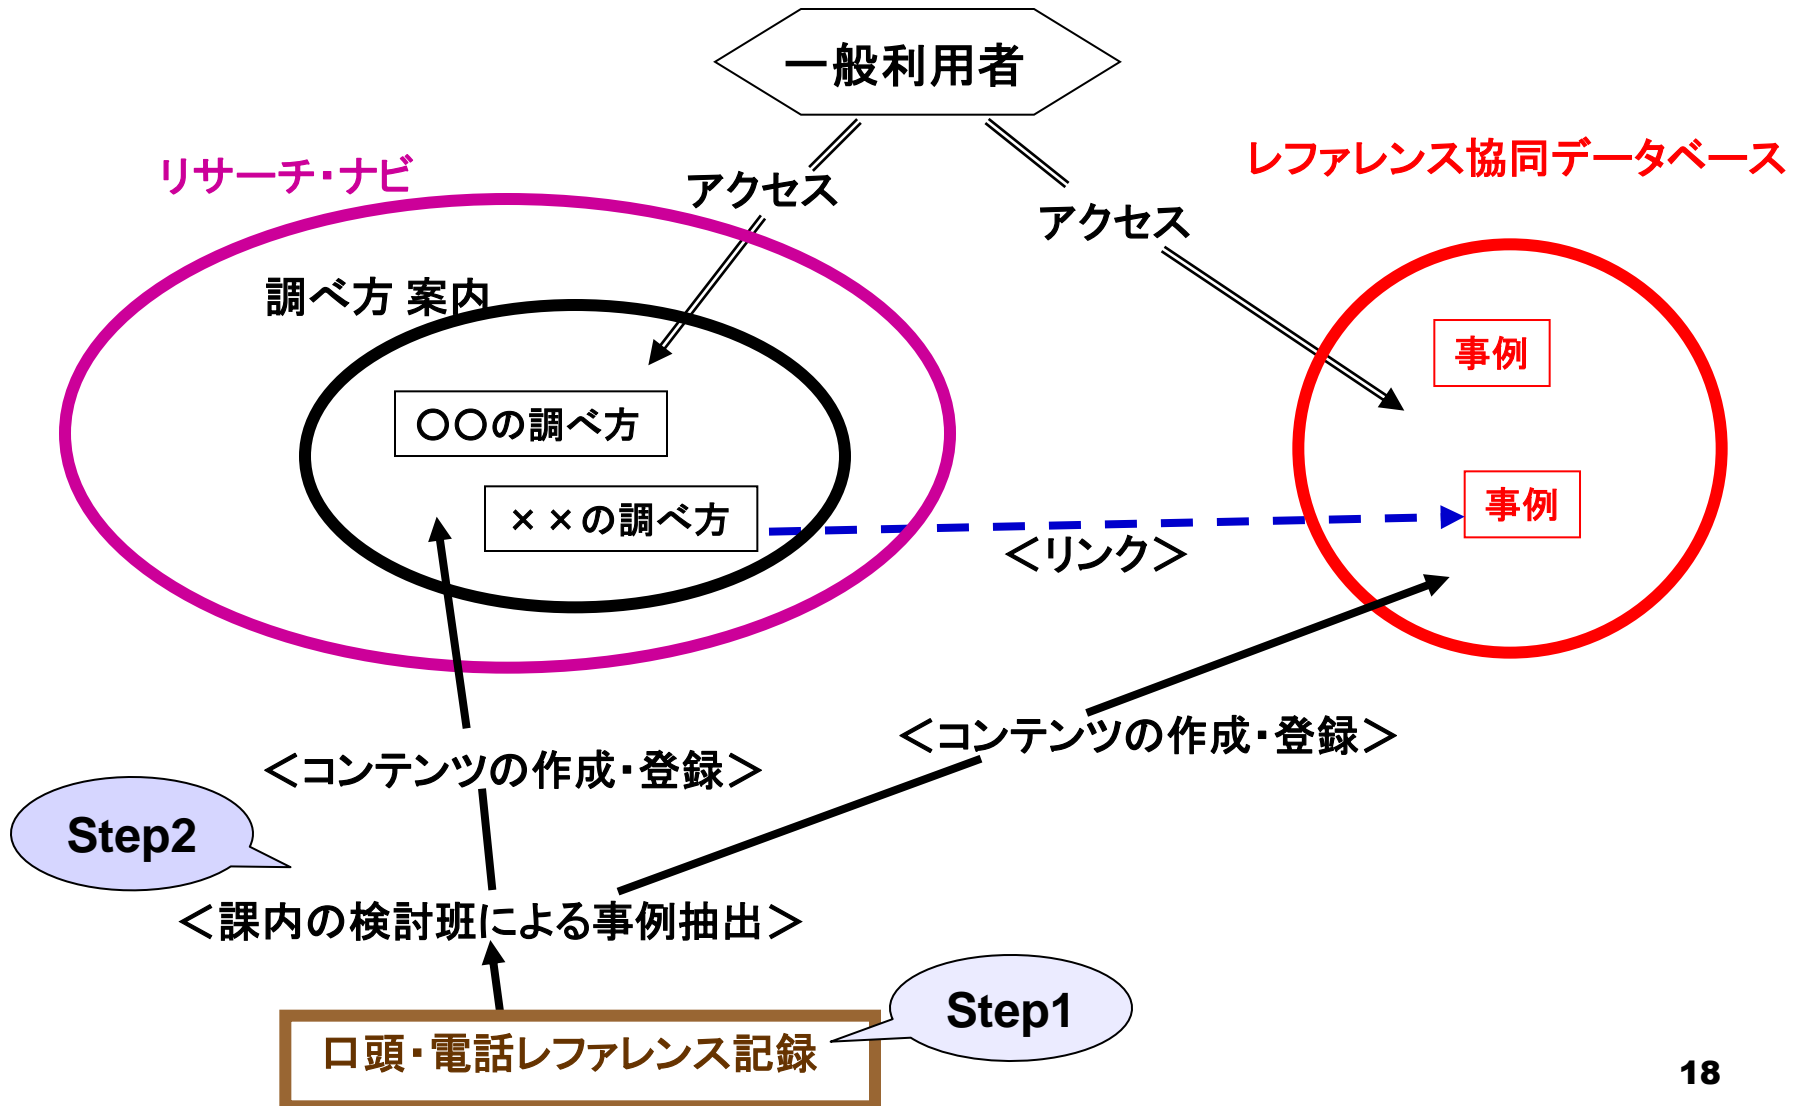 一般利用者
リサーチ・ナビ
レファレンス協同データベース
アクセス
アクセス
調べ方 案内
事例
〇〇の調べ方
××の調べ方
事例
＜リンク＞
＜コンテンツの作成・登録＞
＜コンテンツの作成・登録＞
Step2
＜課内の検討班による事例抽出＞
Step1
口頭・電話レファレンス記録
18